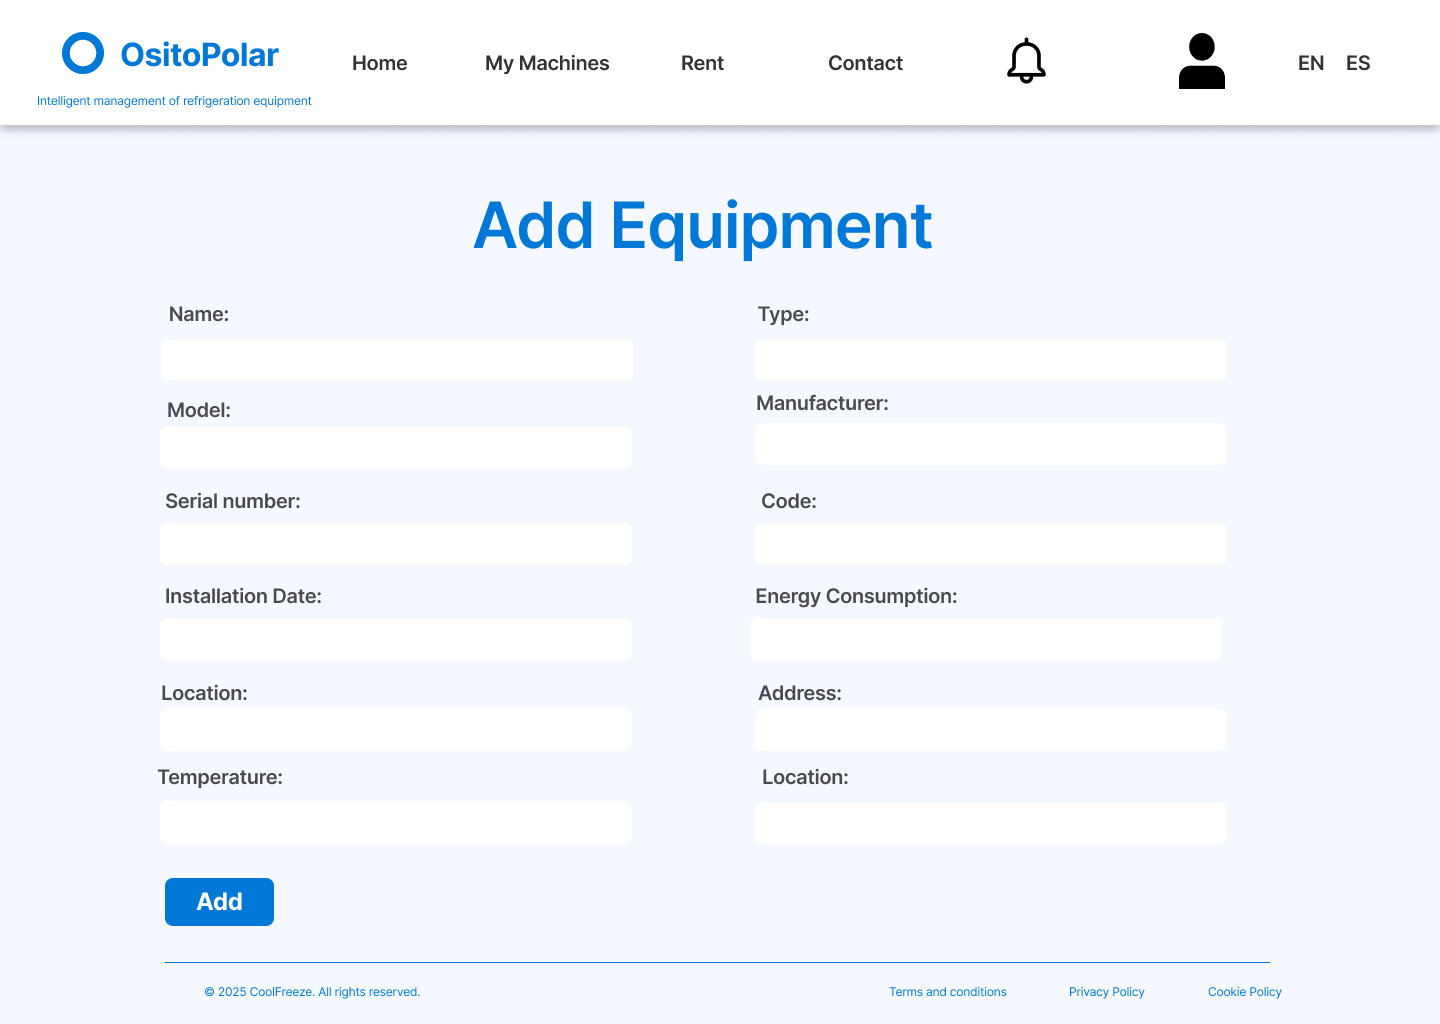 OsitoPolar
Intelligent management of refrigeration equipment
Home
My Machines
Rent
Contact
EN
ES
Add Equipment
Name:
Type:
Model:
Manufacturer:
Serial number:
Code:
Installation Date:
Energy Consumption:
Location:
Address:
Temperature:
Location:
Add
© 2025 CoolFreeze. All rights reserved.
Terms and conditions
Privacy Policy
Cookie Policy